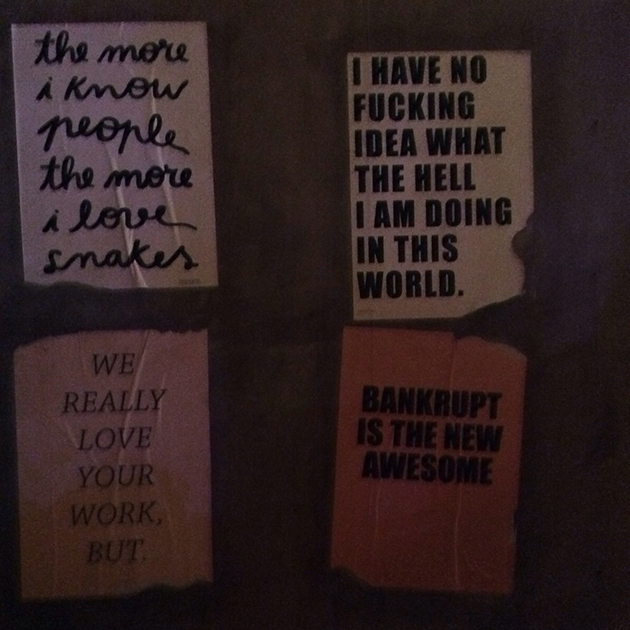 the more
i know
people
the more
i love
snakes
I HAVE NO
FUCKING
IDEA WHAT
THE HELL
I AM DOING
IN THIS
WORLD.
WE
REALLY
LOVE
YOUR
WORK,
BUT.
BANKRUPT
IS THE NEW
AWESOME